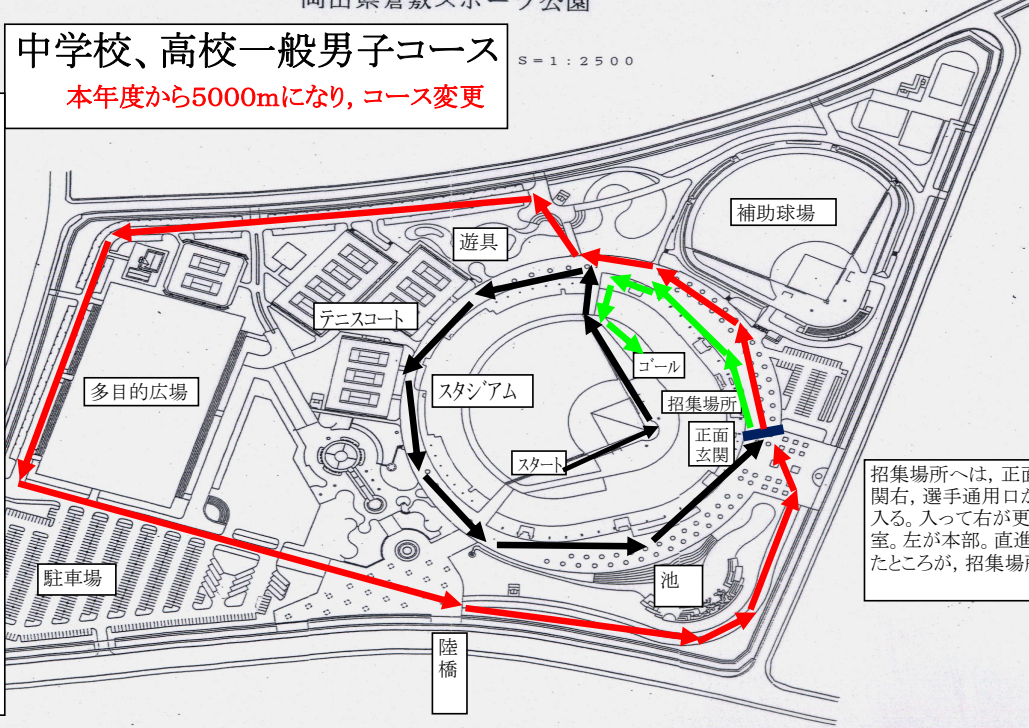 岡山県倉敷スポーツ公園
S=1:2500
中学校、高校一般男子コース
本年度から5000mになり，コース変更
補助球場
遊具
テニスコート
ゴール
多目的広場
スタジアム
招集場所
正面
玄関
スタート
招集場所へは，正面
関右，選手通用口か
入る。入って右が更
室。左が本部。直進
たところが，招集場所
駐車場
池
陸
橋